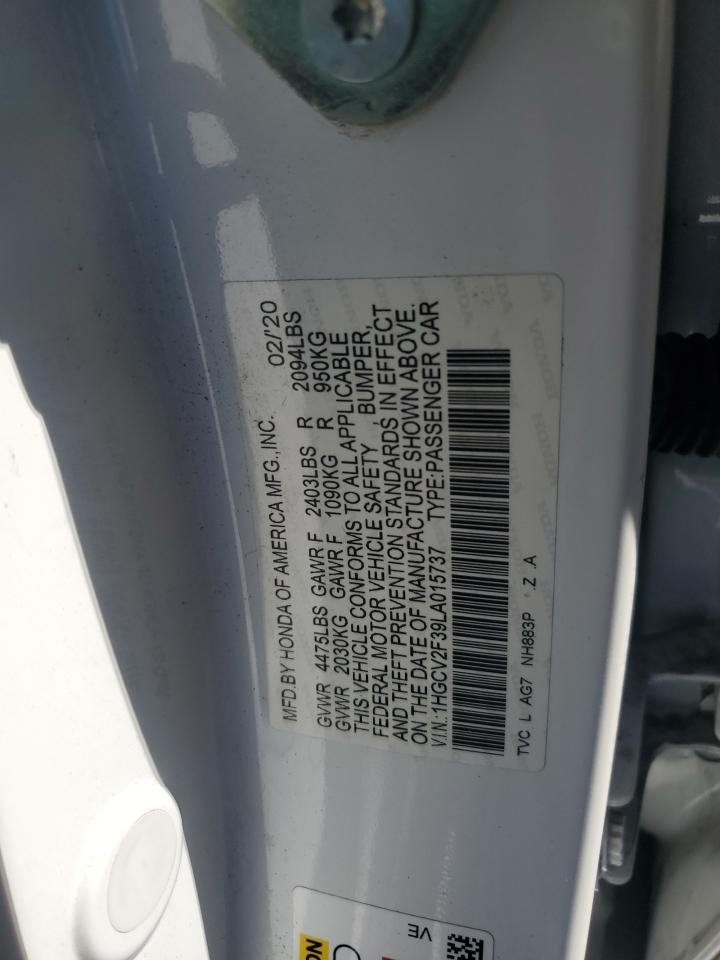 MFD.BY HONDA OF AMERICA MFG.,INC. 02/'20
GVWR 4475LBS GAWR F 2403LBS R 2094LBS
GVWR 2030KG GAWR F 1090KG R 950KG
THIS VEHICLE CONFORMS TO ALL APPLICABLE
FEDERAL MOTOR VEHICLE SAFETY , BUMPER,
AND THEFT PREVENTION STANDARDS IN EFFECT
ON THE DATE OF MANUFACTURE SHOWN ABOVE.
V.I.N.:1HGCV2F39LA015737 TYPE:PASSENGER CAR
TVC L AG7 NH883P .Z .A
HONDA
VE